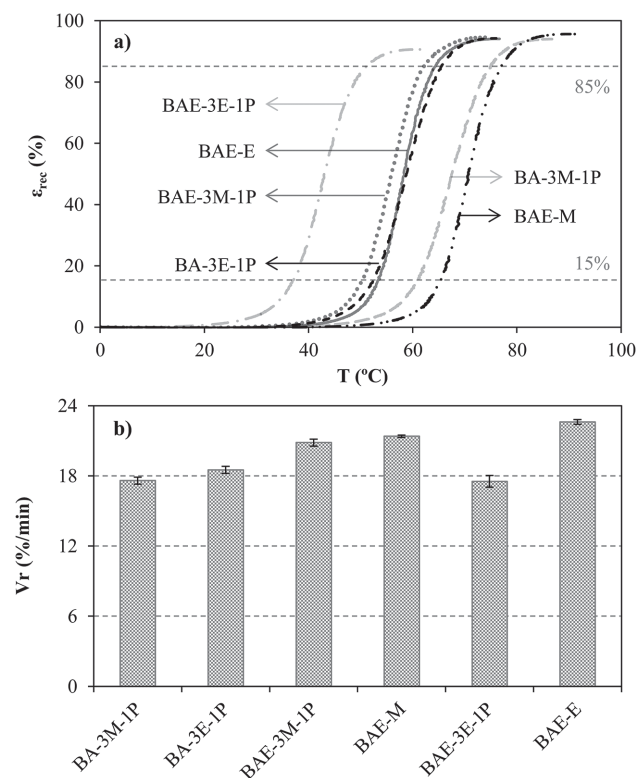 a)
100
80
60
40
20
0
εrec (%)
BAE-3E-1P
BAE-E
BAE-3M-1P
BA-3E-1P
85%
BA-3M-1P
BAE-M
15%
0 20 40 60 80 100
T (ºC)
b)
24
18
12
6
0
Vr (%/min)
BA-3M-1P
BA-3E-1P
BAE-3M-1P
BAE-M
BAE-3E-1P
BAE-E